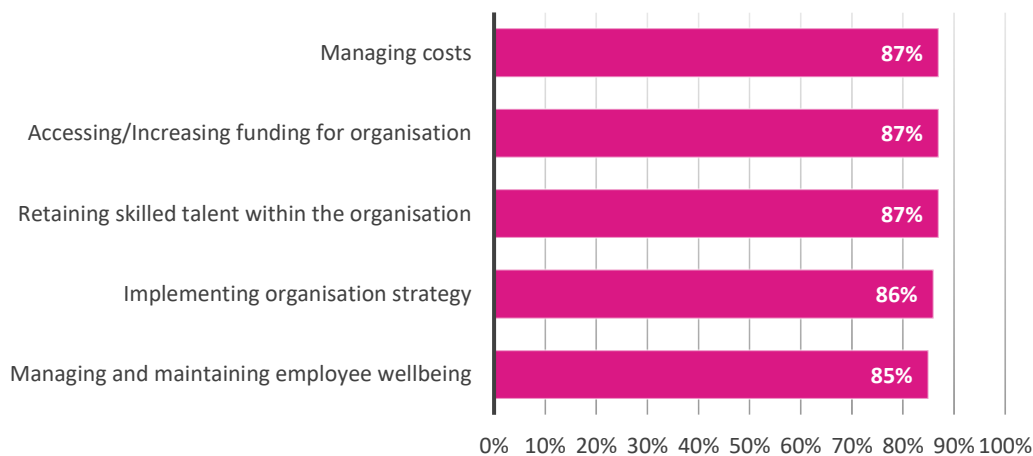 Managing costs 87%
Accessing/Increasing funding for organisation 87%
Retaining skilled talent within the organisation 87%
Implementing organisation strategy 86%
Managing and maintaining employee wellbeing 85%
0% 10% 20% 30% 40% 50% 60% 70% 80% 90% 100%